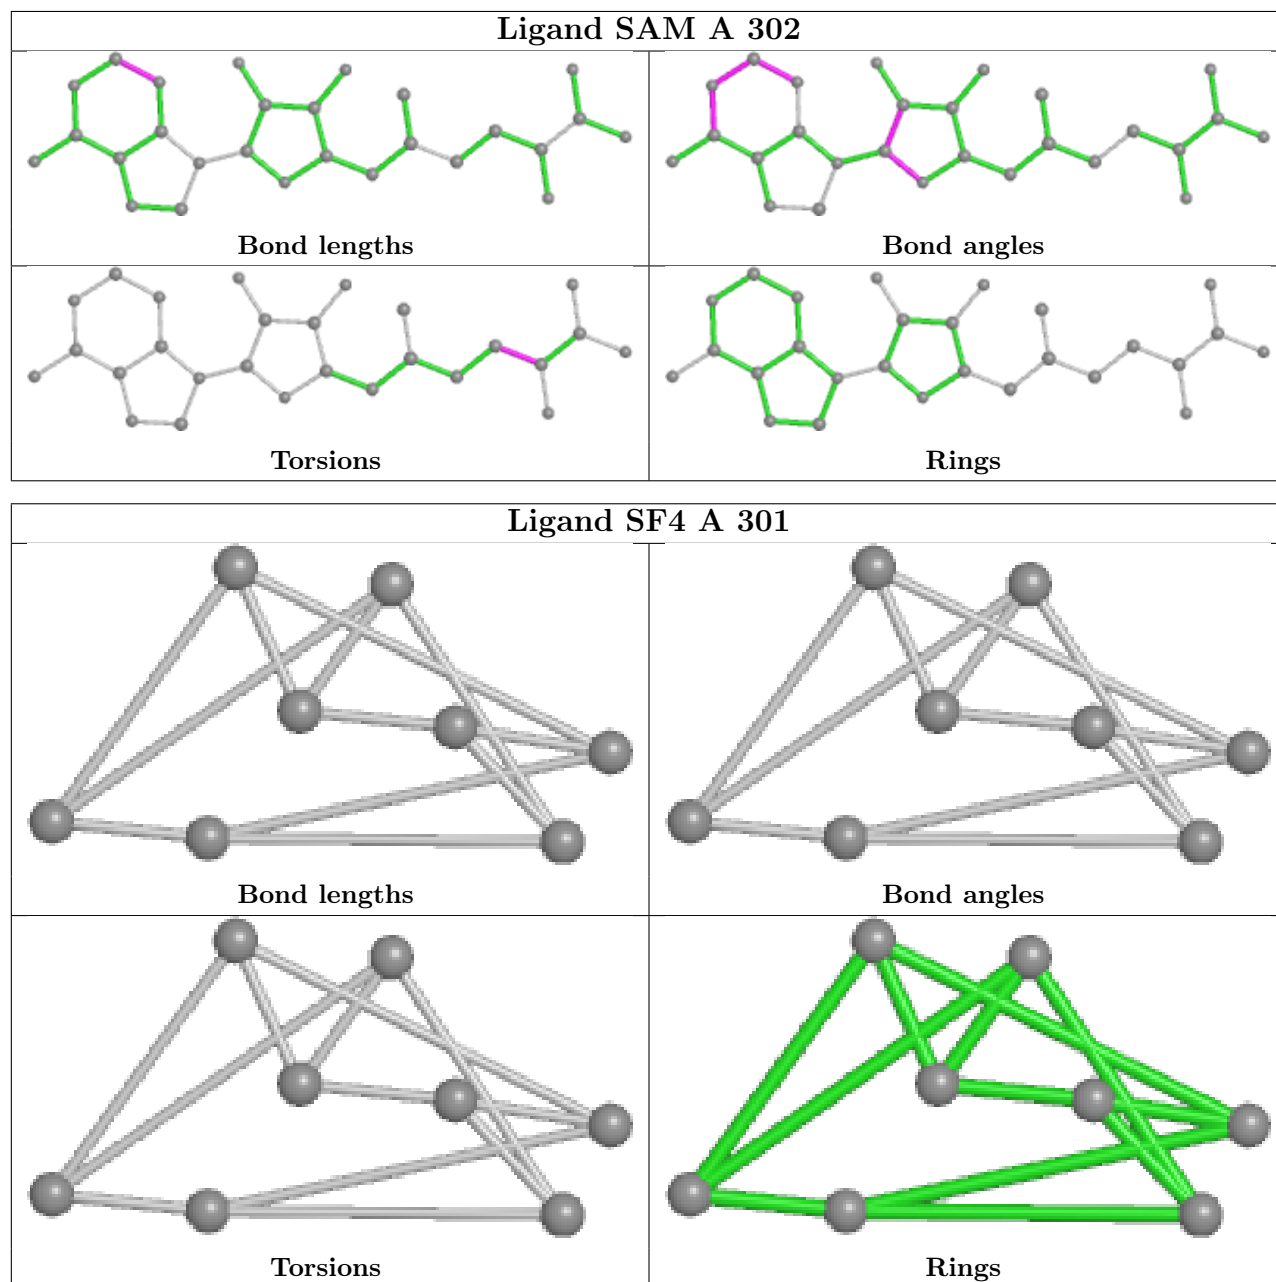 Ligand SAM A 302
Bond lengths
Bond angles
Torsions
Rings
Ligand SF4 A 301
Bond lengths
Bond angles
Torsions
Rings